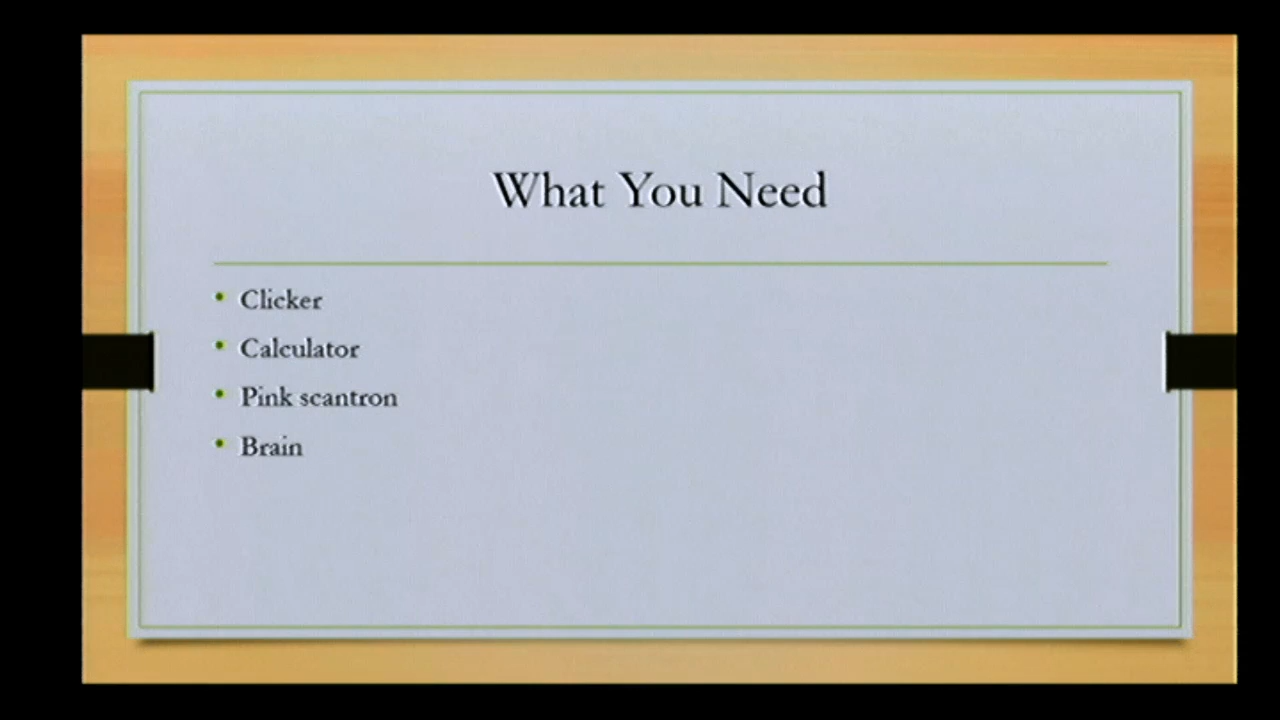 What You Need
Clicker
Calculator
Pink scantron
Brain